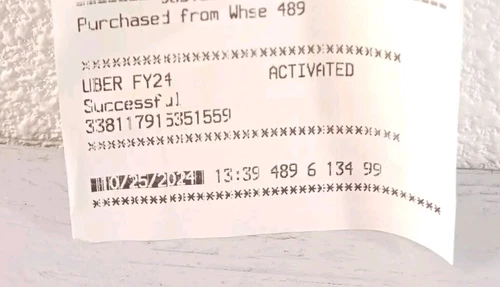 Purchased from Whse 489
××××××××××××××××××××××××××××××××××××××××
UBER FY24 ACTIVATED
Successful
338117915351559
××××××××××××××××××××××××××××××××××××××××
10/25/2024 13:39 489 6 134 99
××××××××××××××××××××××××××××××××××××××××